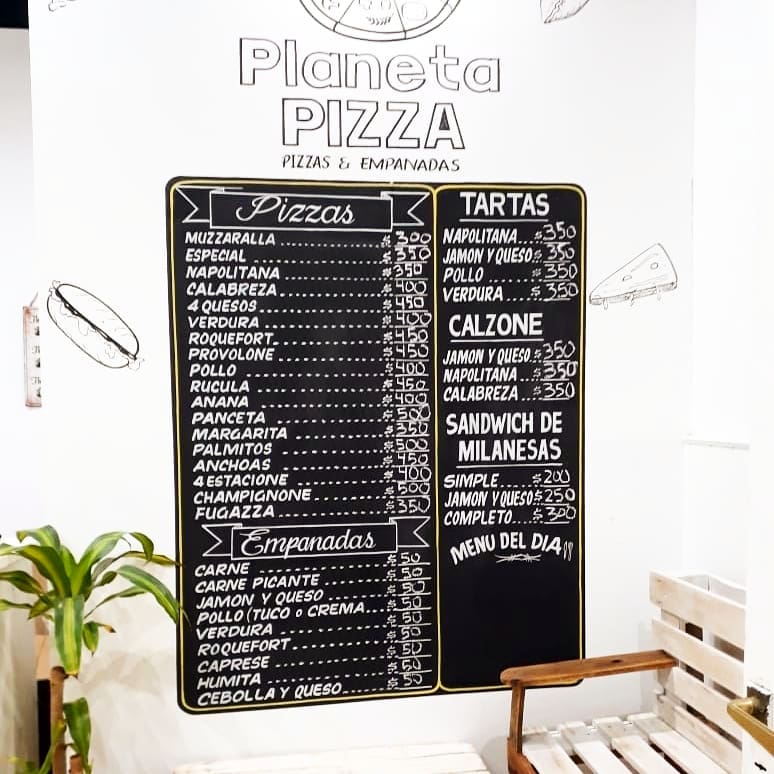 Planeta
PIZZA
PIZZAS & EMPANADAS
Pizzas
MUZZARALLA ........ $ 300
ESPECIAL ........ $ 350
NAPOLITANA ........ $ 350
CALABREZA ........ $ 400
4 QUESOS ........ $ 450
VERDURA ........ $ 400
ROQUEFORT ........ $ 450
PROVOLONE ........ $ 450
POLLO ........ $ 400
RUCULA ........ $ 450
ANANA ........ $ 400
PANCETA ........ $ 500
MARGARITA ........ $ 350
PALMITOS ........ $ 500
ANCHOAS ........ $ 450
4 ESTACIONE ........ $ 400
CHAMPIGNONE ........ $ 500
FUGAZZA ........ $ 350
Empanadas
CARNE ........ $ 50
CARNE PICANTE ........ $ 50
JAMON Y QUESO ........ $ 50
POLLO (TUCO o CREMA... $ 50
VERDURA ........ $ 50
ROQUEFORT ........ $ 50
CAPRESE ........ $ 50
HUMITA ........ $ 50
CEBOLLA Y QUESO ...... $ 50
TARTAS
NAPOLITANA... $ 350
JAMON Y QUESO $ 350
POLLO ..... $ 350
VERDURA .... $ 350
CALZONE
JAMON Y QUESO $ 350
NAPOLITANA ... $ 350
CALABREZA ... $ 350
SANDWICH DE
MILANESAS
SIMPLE ..... $ 200
JAMON Y QUESO $ 250
COMPLETO.... $ 300
MENU DEL DIA